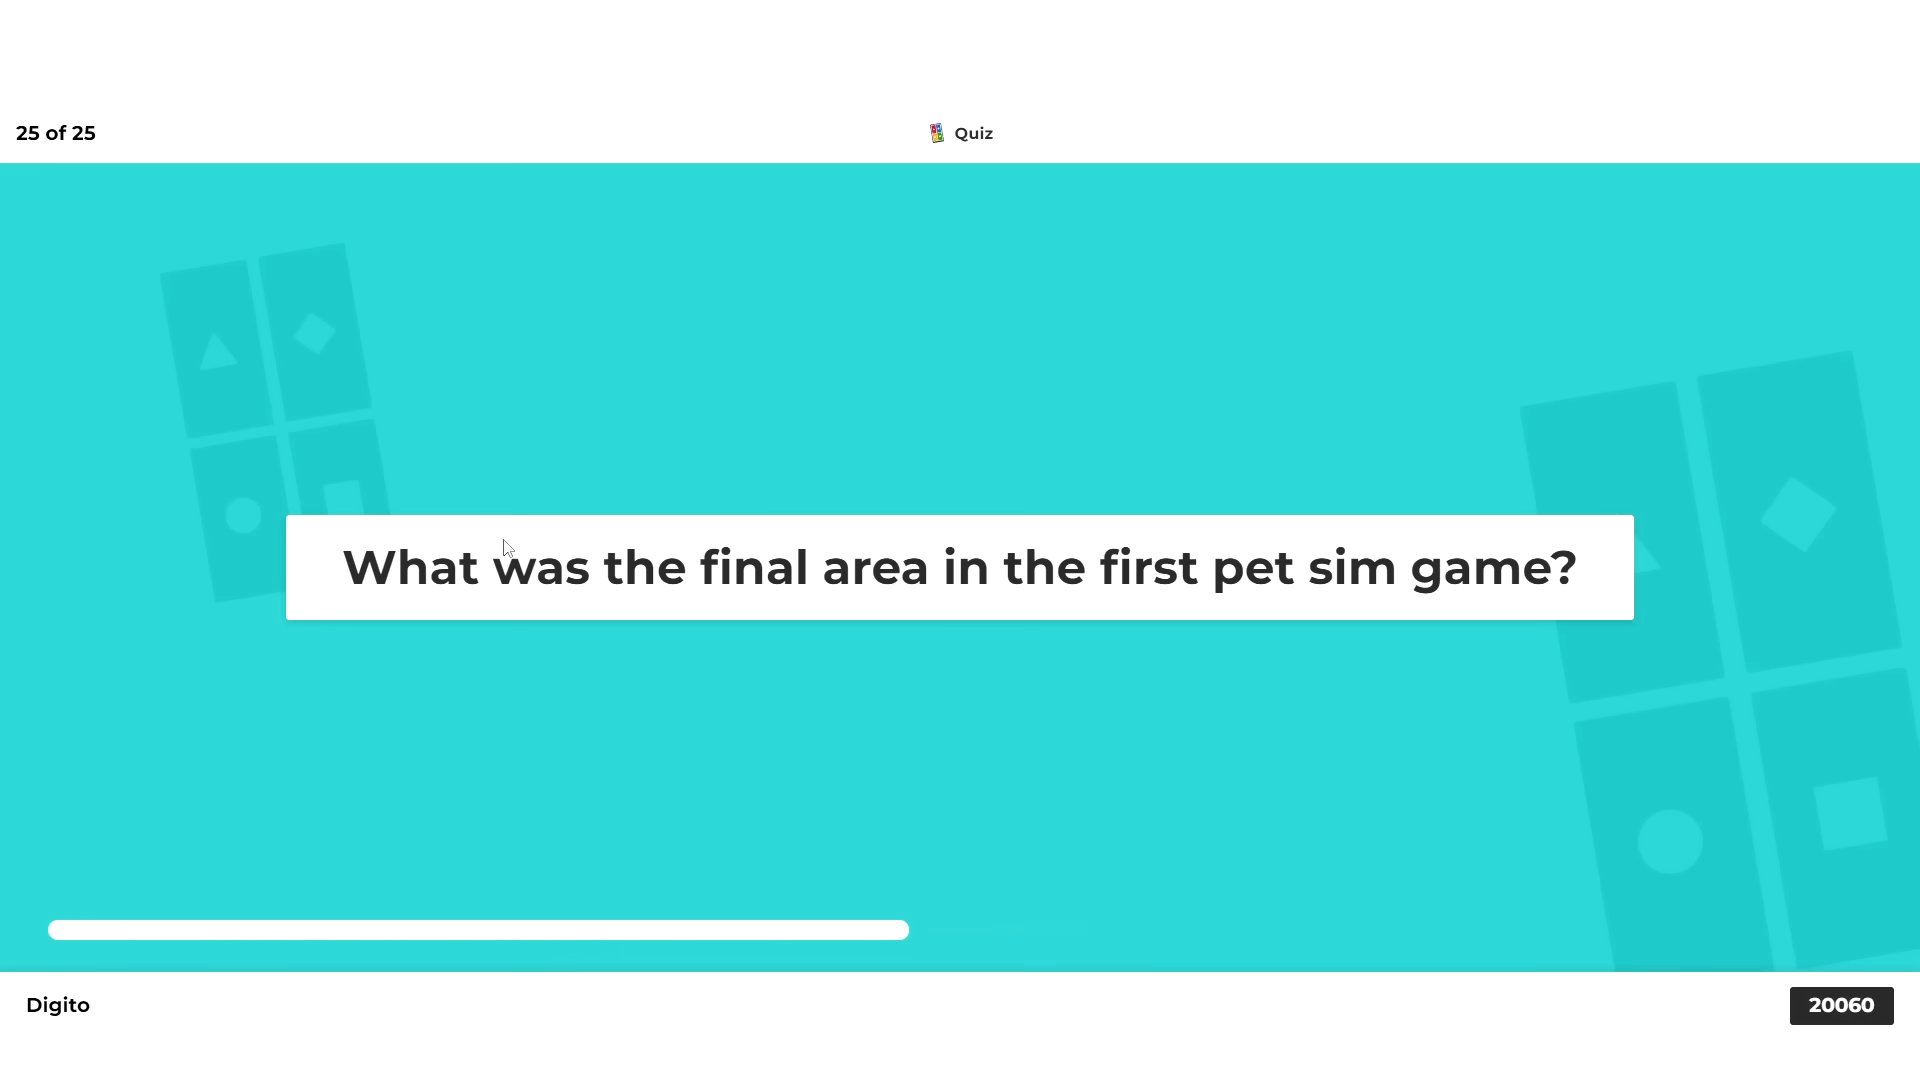 25 of 25
Quiz
What was the final area in the first pet sim game?
Digito
20060